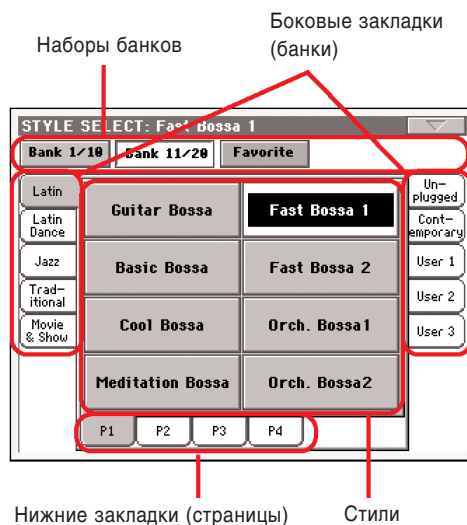 Боковые закладки
(банки)
Наборы банков
STYLE SELECT: Fast Bossa 1
Bank 1/10 Bank 11/20 Favorite
Latin
Latin
Dance
Jazz
Trad-
itional
Movie
& Show
Guitar Bossa Fast Bossa 1
Basic Bossa Fast Bossa 2
Cool Bossa Orch. Bossa1
Meditation Bossa Orch. Bossa2
Un-
plugged
Cont-
emporary
User 1
User 2
User 3
P1 P2 P3 P4
Нижние закладки (страницы) Стили